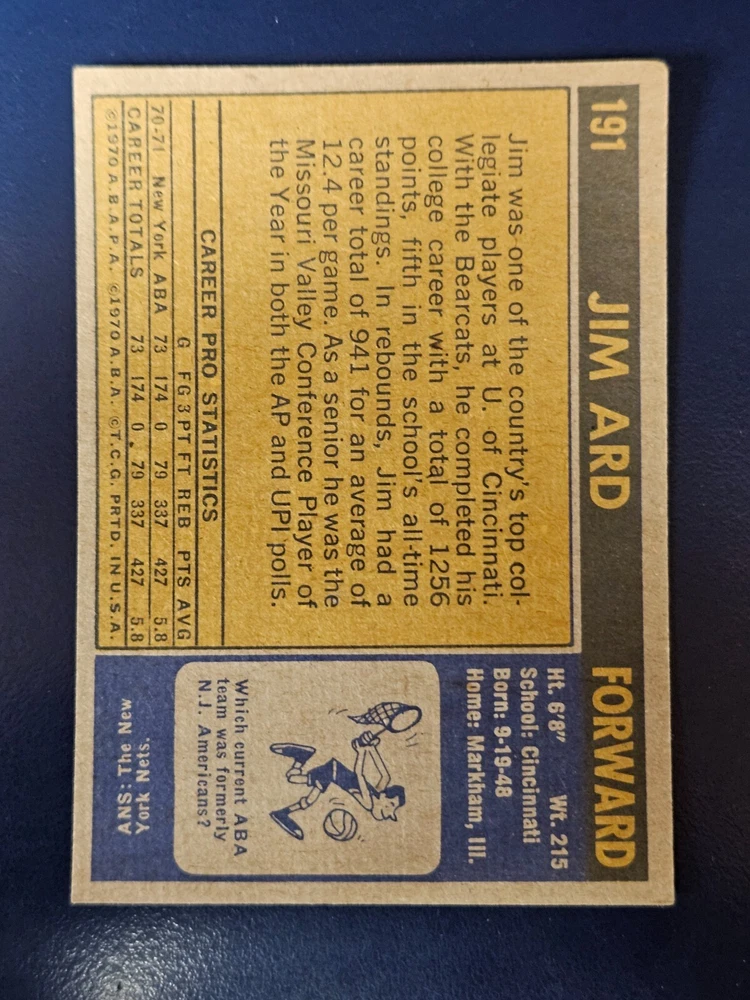 191 JIM ARD FORWARD
Jim was one of the country's top col-
legiate players at U. of Cincinnati.
With the Bearcats, he completed his
college career with a total of 1256
points, fifth in the school's all-time
standings. In rebounds, Jim had a
career total of 941 for an average of
12.4 per game. As a senior he was the
Missouri Valley Conference Player of
the Year in both the AP and UPI polls.
CAREER PRO STATISTICS
G FG 3PT FT REB PTS AVG
70-71 New York ABA 73 174 0 79 337 427 5.8
CAREER TOTALS 73 174 0 79 337 427 5.8
©1970 A.B.A.P.A. ©1970 A.B.A. ©T.C.G. PRTD. IN U.S.A.
Ht. 6'8" Wt. 215
School: Cincinnati
Born: 9-19-48
Home: Markham, Ill.
Which current ABA
team was formerly
N.J. Americans?
ANS: The New
York Nets.